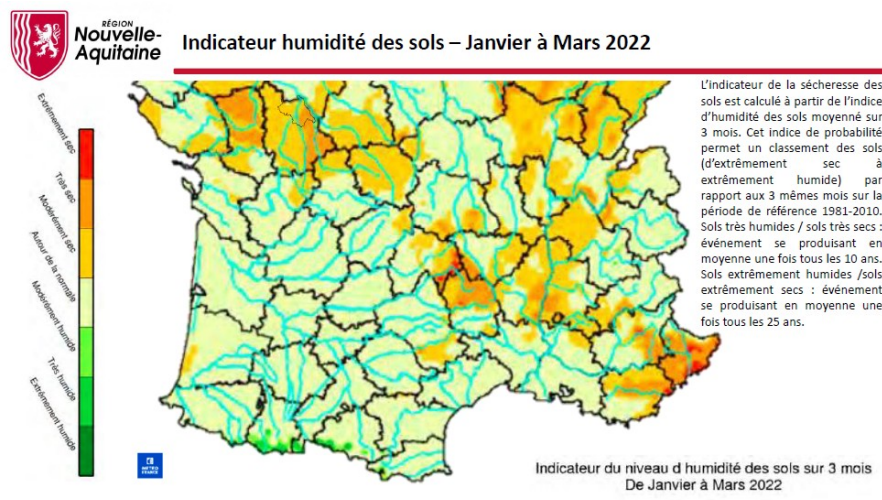 RÉGION
Nouvelle-
Aquitaine
Indicateur humidité des sols – Janvier à Mars 2022
L'indicateur de la sécheresse des
sols est calculé à partir de l'indice
d'humidité des sols moyenné sur
3 mois. Cet indice de probabilité
permet un classement des sols
(d'extrêmement sec à
extrêmement humide) par
rapport aux 3 mêmes mois sur la
période de référence 1981-2010.
Sols très humides / sols très secs :
événement se produisant en
moyenne une fois tous les 10 ans.
Sols extrêmement humides /sols
extrêmement secs : événement
se produisant en moyenne une
fois tous les 25 ans.
Extrêmement sec
Très sec
Modérément sec
Autour de la normale
Modérément humide
Très humide
Extrêmement humide
METEO
FRANCE
Indicateur du niveau d humidité des sols sur 3 mois
De Janvier à Mars 2022